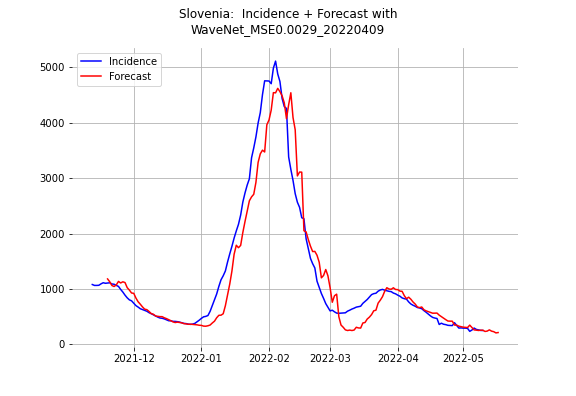 Slovenia:  Incidence + Forecast with
WaveNet_MSE0.0029_20220409
Incidence
Forecast
5000
4000
3000
2000
1000
0
2021-12 2022-01 2022-02 2022-03 2022-04 2022-05